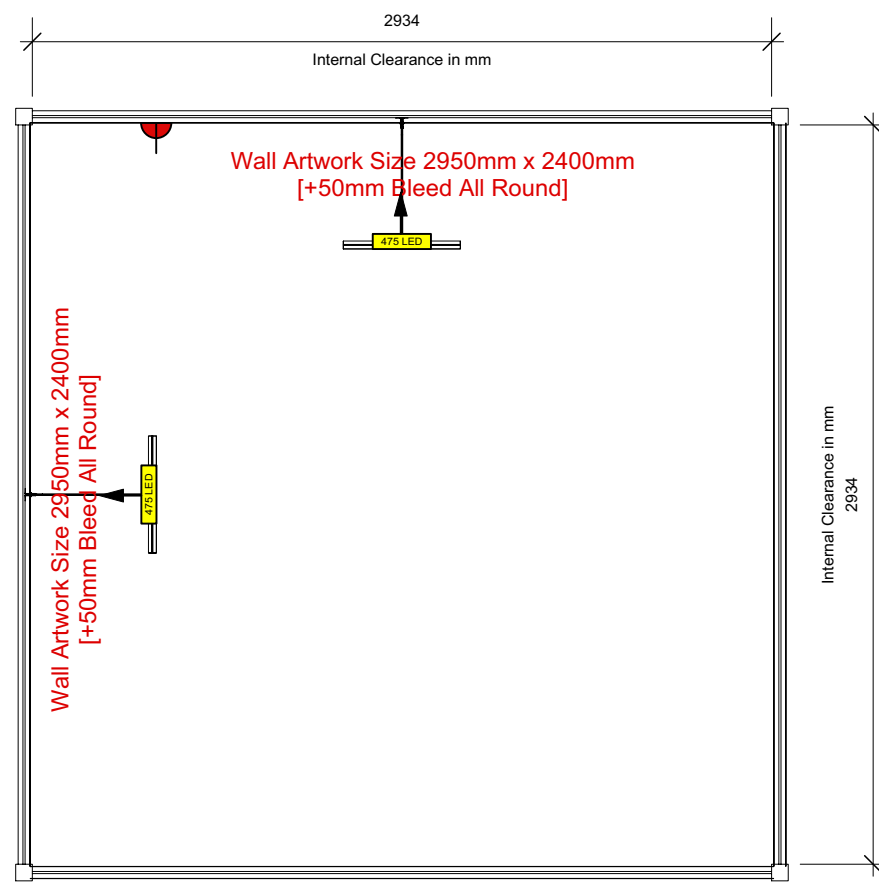 2934
Internal Clearance in mm
Wall Artwork Size 2950mm x 2400mm
[+50mm Bleed All Round]
475 LED
Wall Artwork Size 2950mm x 2400mm
[+50mm Bleed All Round]
475 LED
Internal Clearance in mm
2934